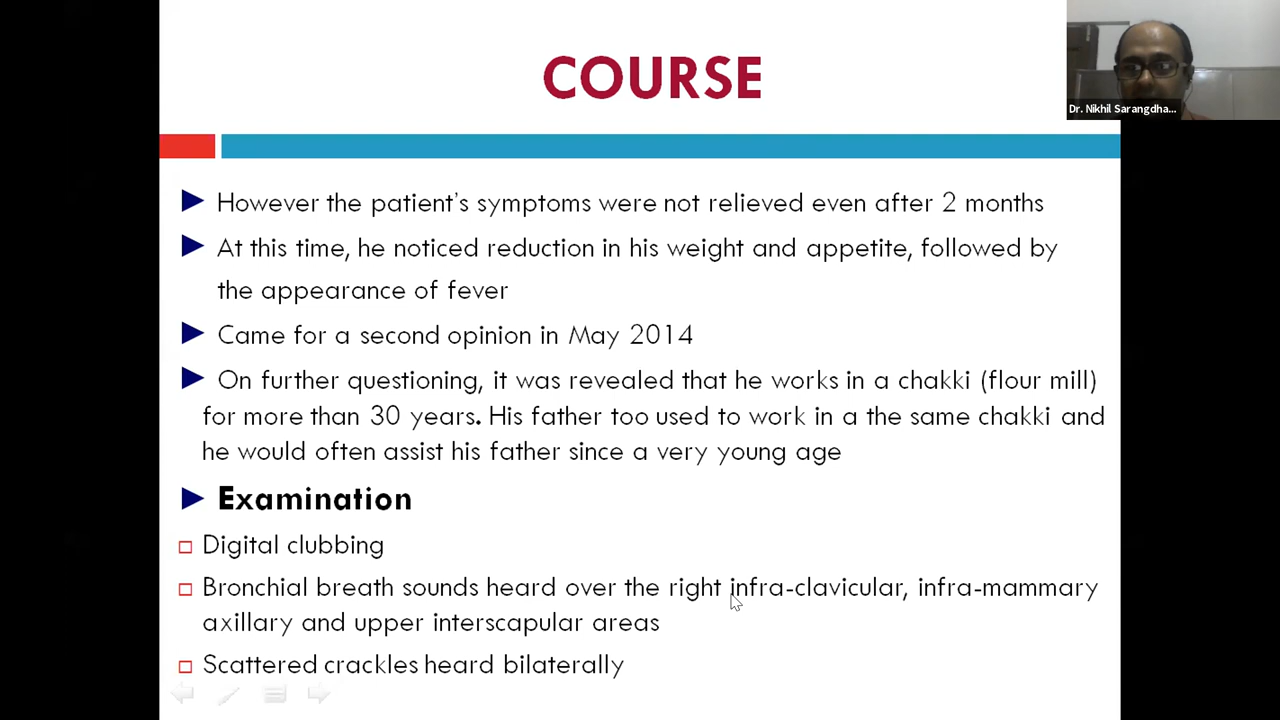 COURSE
Dr. Nikhil Sarangdha...
However the patient's symptoms were not relieved even after 2 months
At this time, he noticed reduction in his weight and appetite, followed by
the appearance of fever
Came for a second opinion in May 2014
On further questioning, it was revealed that he works in a chakki (flour mill)
for more than 30 years. His father too used to work in a the same chakki and
he would often assist his father since a very young age
Examination
Digital clubbing
Bronchial breath sounds heard over the right infra-clavicular, infra-mammary
axillary and upper interscapular areas
Scattered crackles heard bilaterally